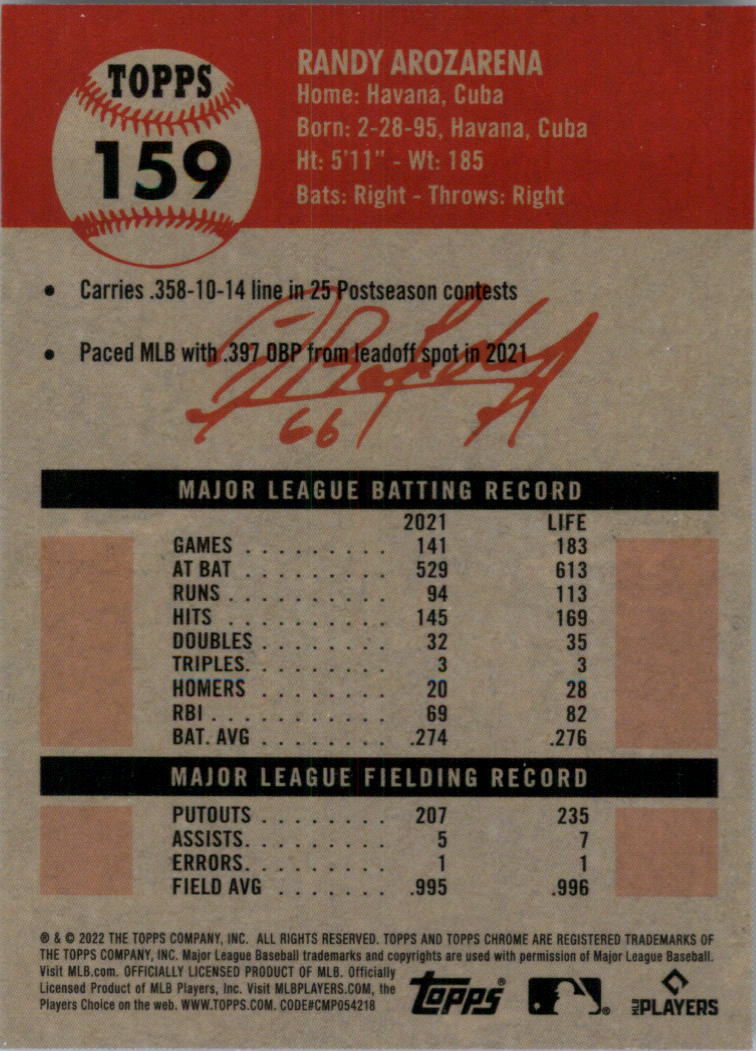 TOPPS
159
RANDY AROZARENA
Home: Havana, Cuba
Born: 2-28-95, Havana, Cuba
Ht: 5'11" - Wt: 185
Bats: Right - Throws: Right
• Carries .358-10-14 line in 25 Postseason contests
• Paced MLB with .397 OBP from leadoff spot in 2021
66
MAJOR LEAGUE BATTING RECORD
2021 LIFE
GAMES . . . . . . . . . 141 183
AT BAT . . . . . . . . . 529 613
RUNS . . . . . . . . . . 94 113
HITS . . . . . . . . . . 145 169
DOUBLES . . . . . . . . 32 35
TRIPLES. . . . . . . . . 3 3
HOMERS . . . . . . . . 20 28
RBI . . . . . . . . . . . 69 82
BAT. AVG . . . . . . . . .274 .276
MAJOR LEAGUE FIELDING RECORD
PUTOUTS . . . . . . . . 207 235
ASSISTS. . . . . . . . . 5 7
ERRORS. . . . . . . . . 1 1
FIELD AVG . . . . . . . .995 .996
® & © 2022 THE TOPPS COMPANY, INC. ALL RIGHTS RESERVED. TOPPS AND TOPPS CHROME ARE REGISTERED TRADEMARKS OF
THE TOPPS COMPANY, INC. Major League Baseball trademarks and copyrights are used with permission of Major League Baseball.
Visit MLB.com. OFFICIALLY LICENSED PRODUCT OF MLB. Officially
Licensed Product of MLB Players, Inc. Visit MLBPLAYERS.COM, the
Players Choice on the web. WWW.TOPPS.COM. CODE#CMP054218
topps®
MLB PLAYERS